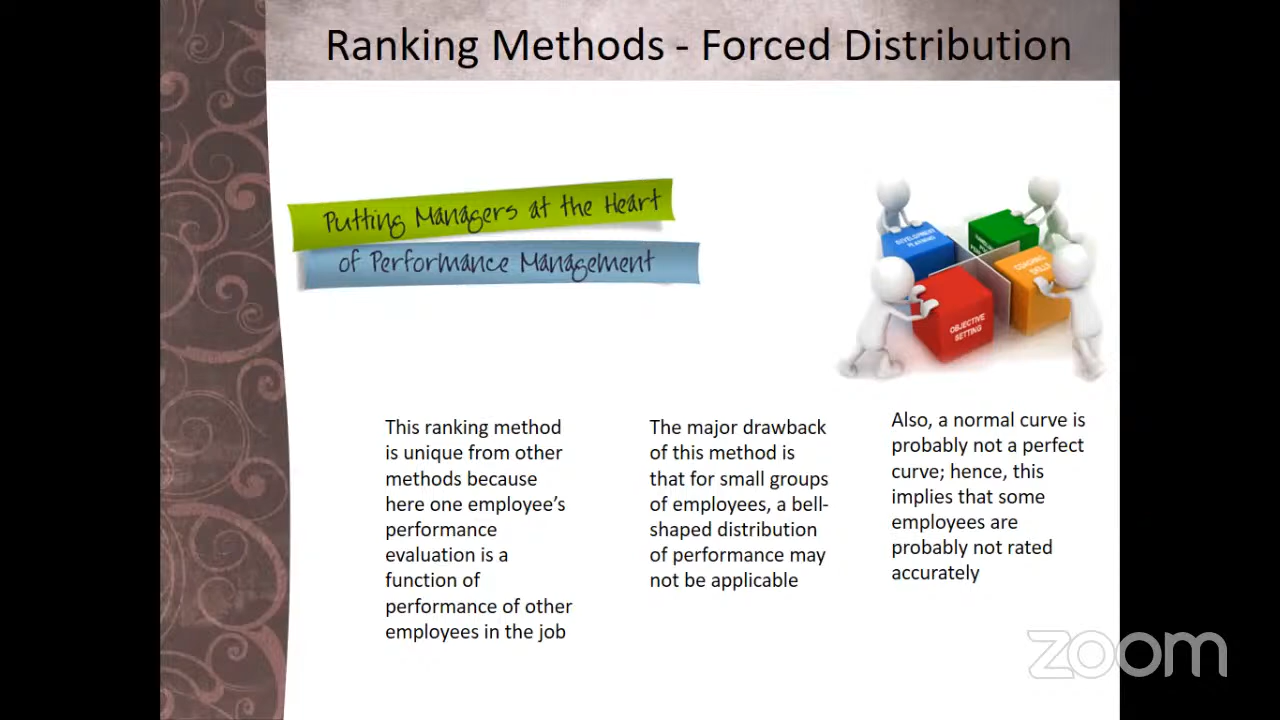 Ranking Methods - Forced Distribution
Putting Managers at the Heart
of Performance Management
DEVELOPMENT
PLANNING
COACHING
SKILLS
OBJECTIVE
SETTING
This ranking method
is unique from other
methods because
here one employee's
performance
evaluation is a
function of
performance of other
employees in the job
The major drawback
of this method is
that for small groups
of employees, a bell-
shaped distribution
of performance may
not be applicable
Also, a normal curve is
probably not a perfect
curve; hence, this
implies that some
employees are
probably not rated
accurately
zoom